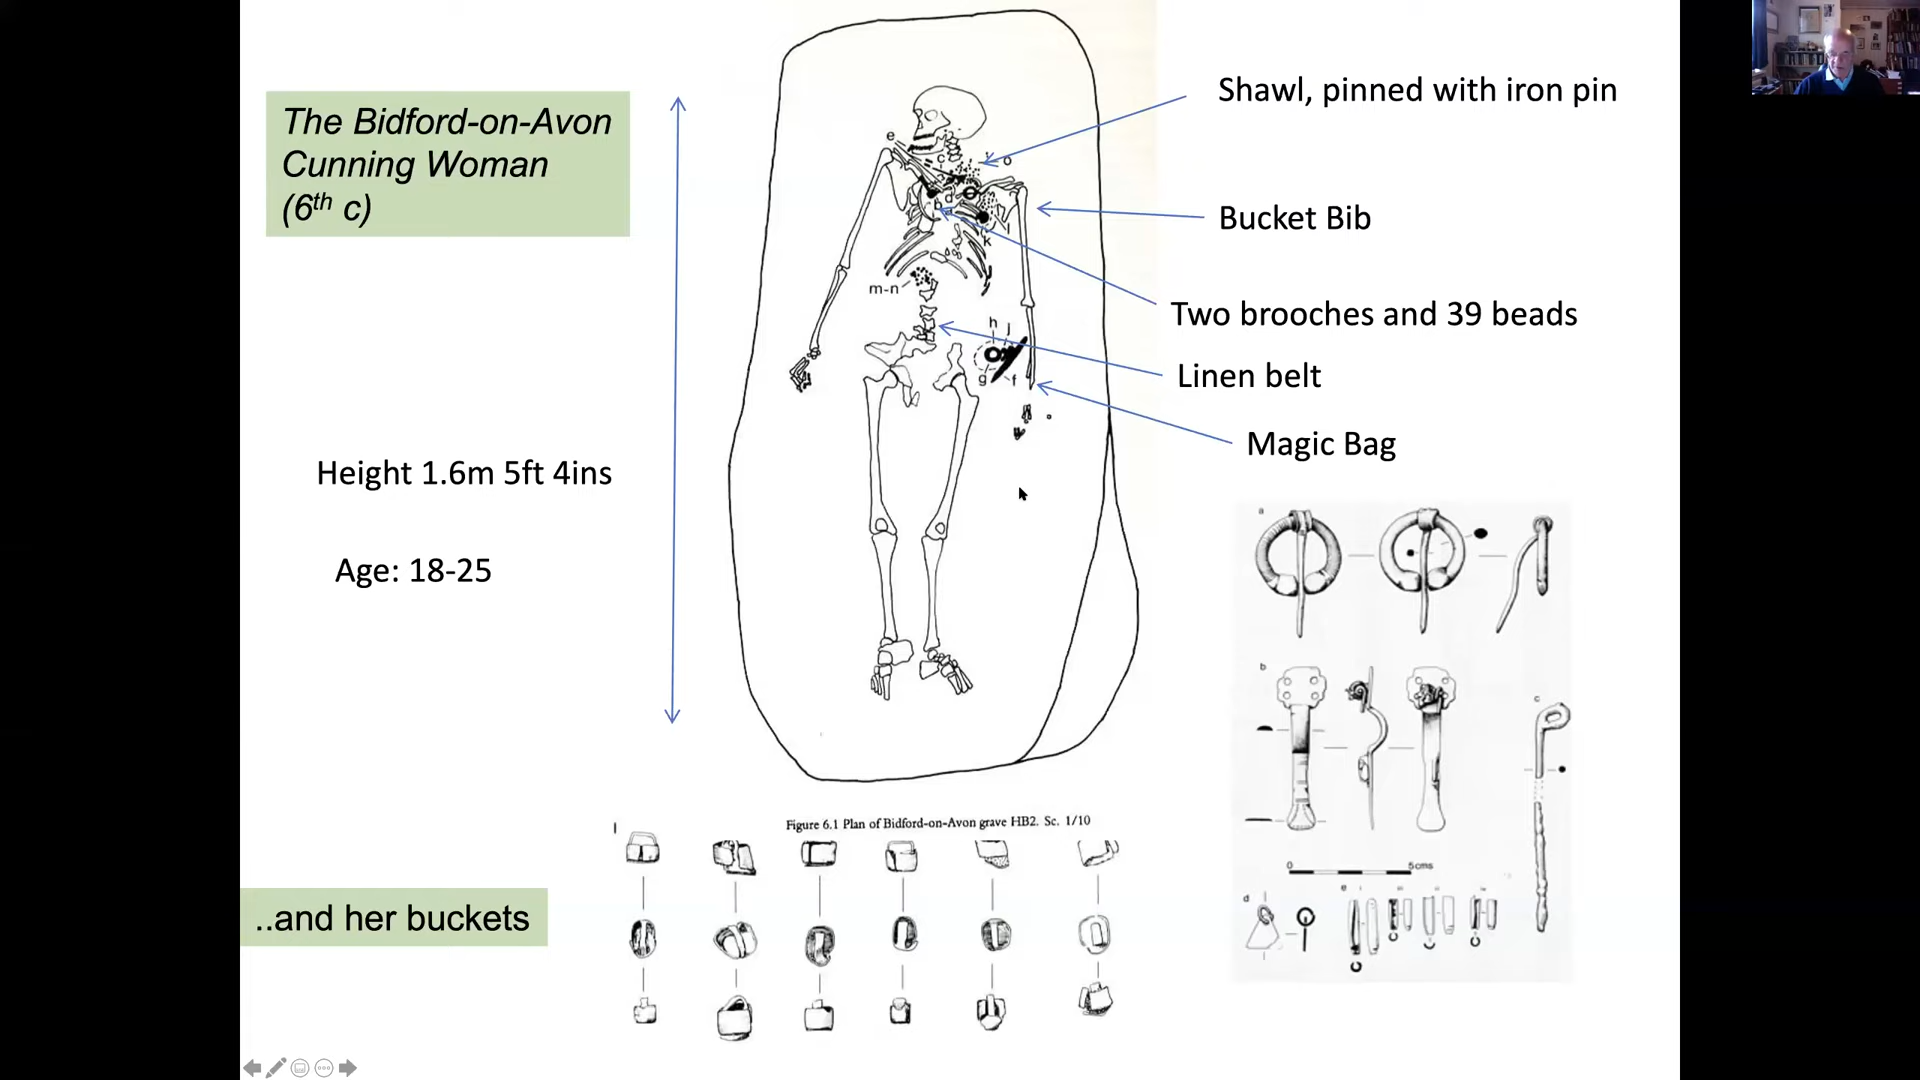 The Bidford-on-Avon
Cunning Woman
(6th c)
Shawl, pinned with iron pin
Bucket Bib
Two brooches and 39 beads
Linen belt
Magic Bag
Height 1.6m 5ft 4ins
Age: 18-25
e
c
o
d
b
l
k
m-n
h
j
g
f
Figure 6.1 Plan of Bidford-on-Avon grave HB2. Sc. 1/10
..and her buckets
a
b
c
0
5cms
d
e